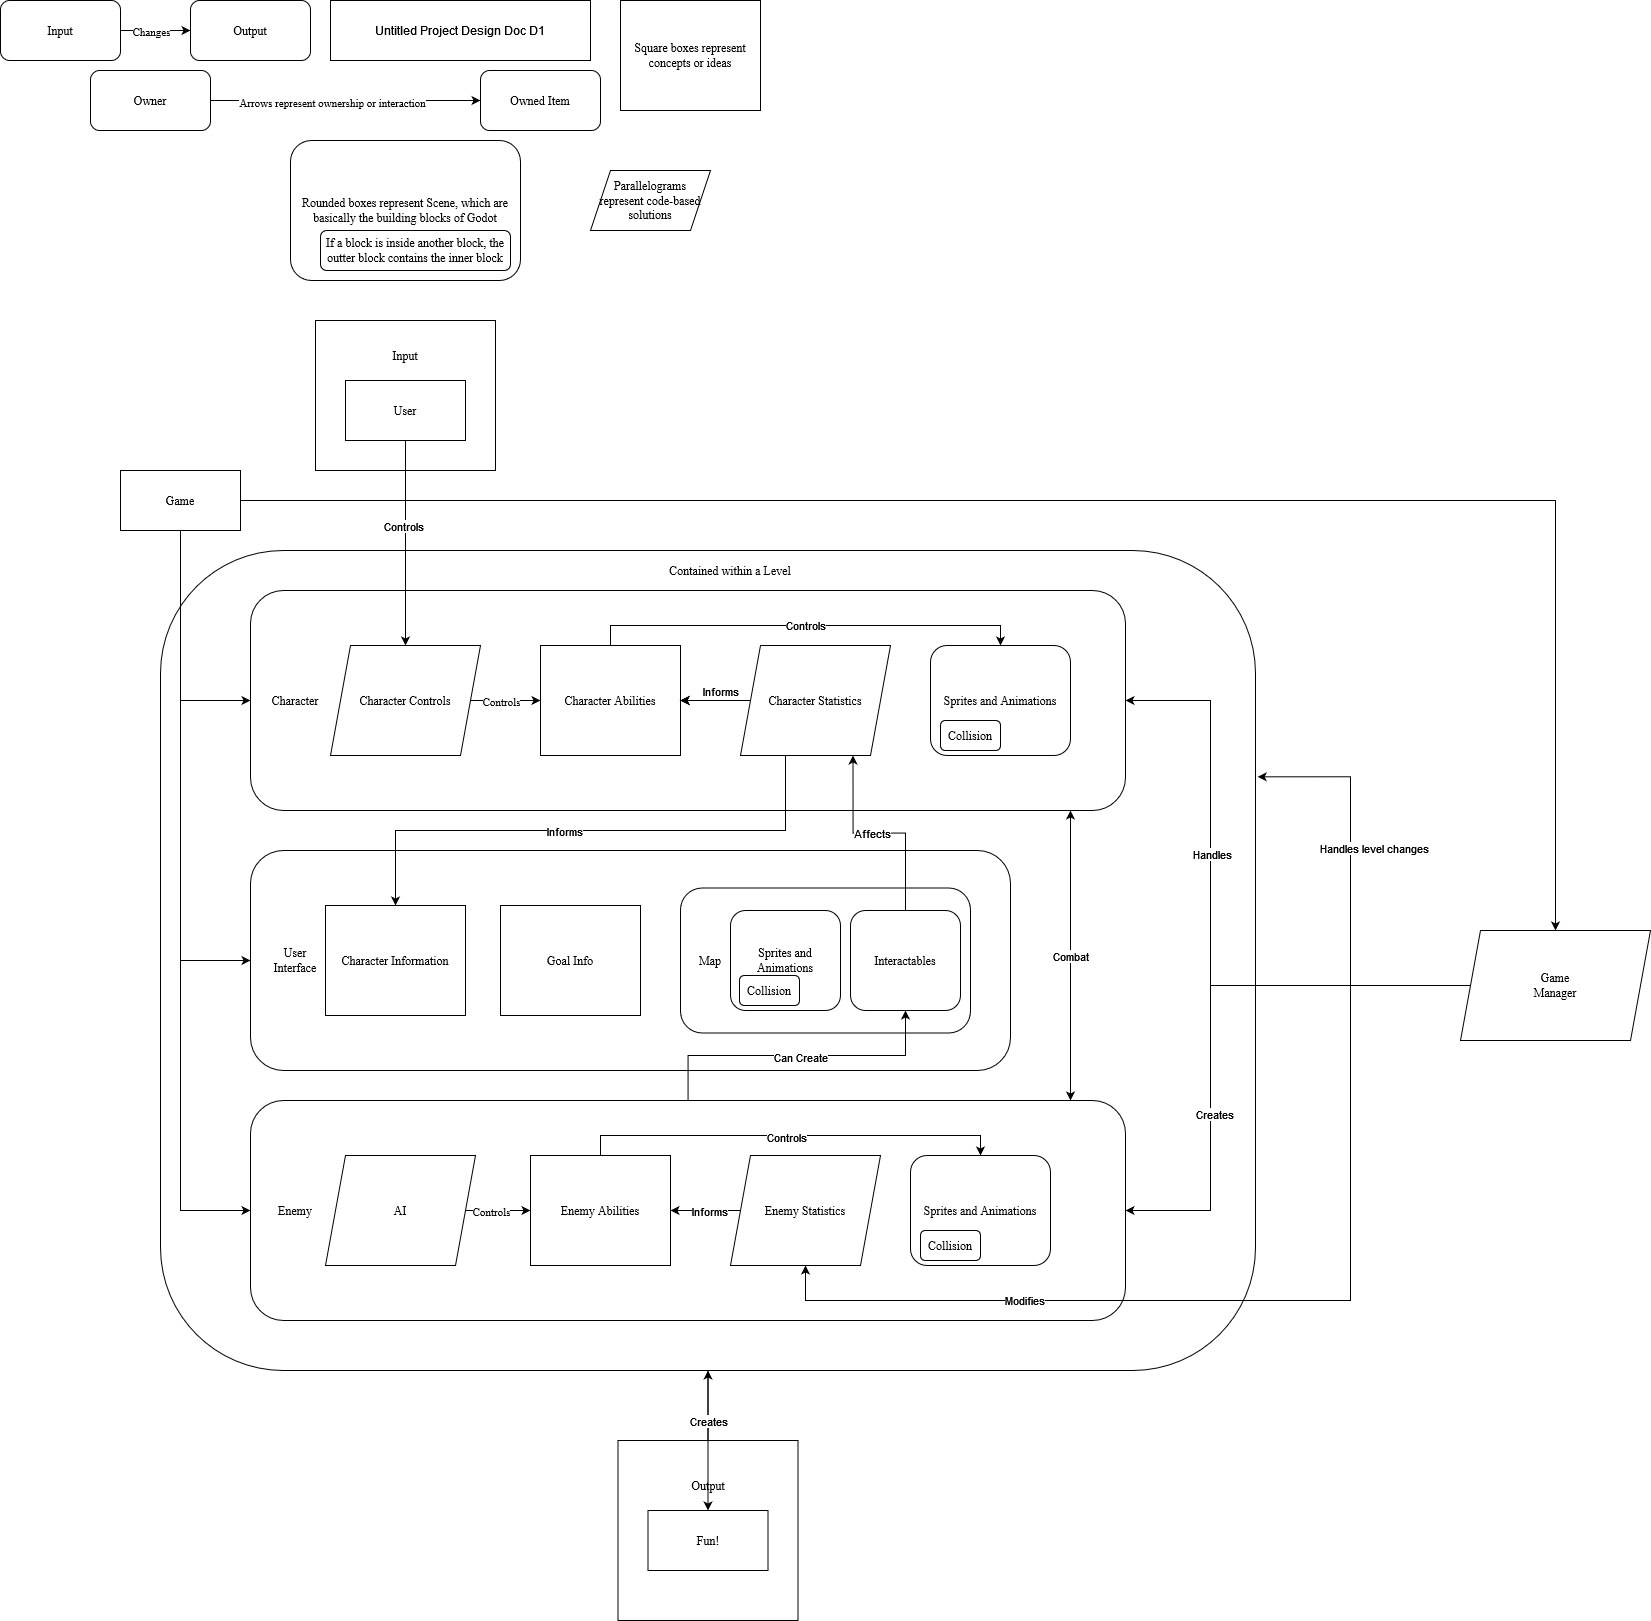 Input
Changes
Output
Untitled Project Design Doc D1
Square boxes represent
concepts or ideas
Owner
Arrows represent ownership or interaction
Owned Item
Rounded boxes represent Scene, which are
basically the building blocks of Godot
If a block is inside another block, the
outter block contains the inner block
Parallelograms
represent code-based
solutions
Input
User
Game
Controls
Contained within a Level
Controls
Character
Character Controls
Controls
Character Abilities
Informs
Character Statistics
Sprites and Animations
Collision
Informs
Affects
Handles
Handles level changes
User
Interface
Character Information
Goal Info
Map
Sprites and
Animations
Collision
Interactables
Combat
Game
Manager
Can Create
Creates
Controls
Enemy
AI
Controls
Enemy Abilities
Informs
Enemy Statistics
Sprites and Animations
Collision
Modifies
Creates
Output
Fun!